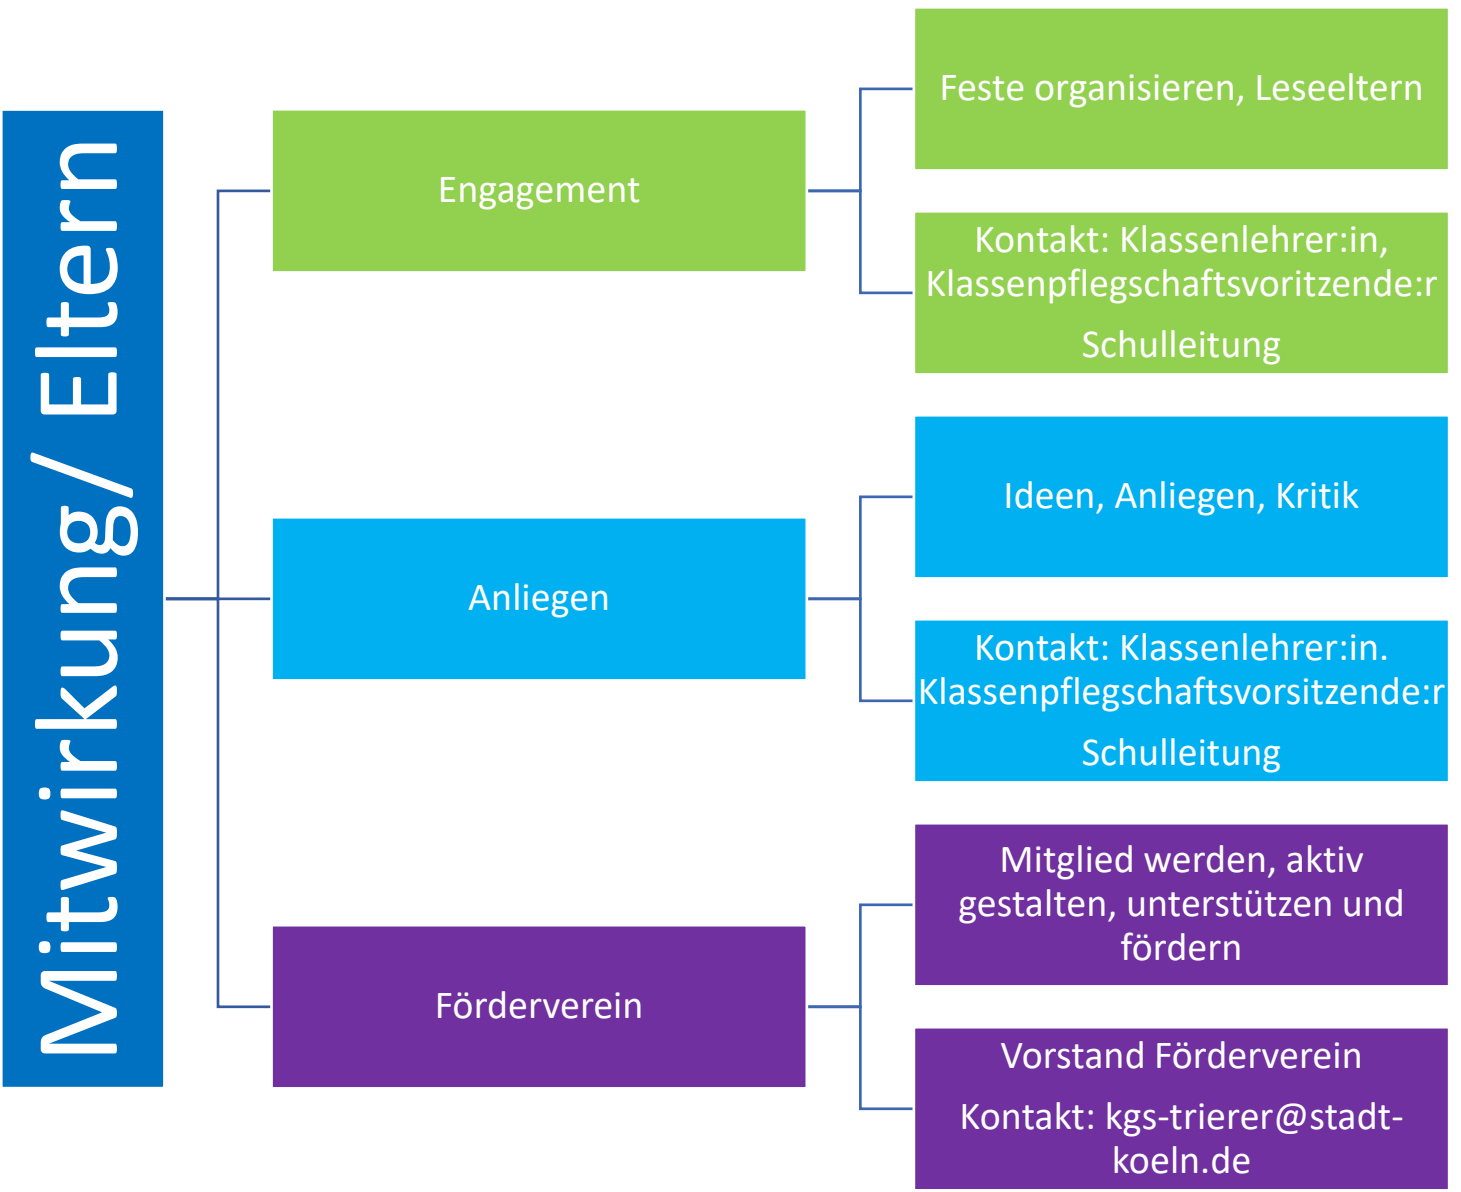 Mitwirkung/ Eltern
Engagement
Feste organisieren, Leseeltern
Kontakt: Klassenlehrer:in,
Klassenpflegschaftsvoritzende:r
Schulleitung
Anliegen
Ideen, Anliegen, Kritik
Kontakt: Klassenlehrer:in.
Klassenpflegschaftsvorsitzende:r
Schulleitung
Förderverein
Mitglied werden, aktiv
gestalten, unterstützen und
fördern
Vorstand Förderverein
Kontakt: kgs-trierer@stadt-
koeln.de